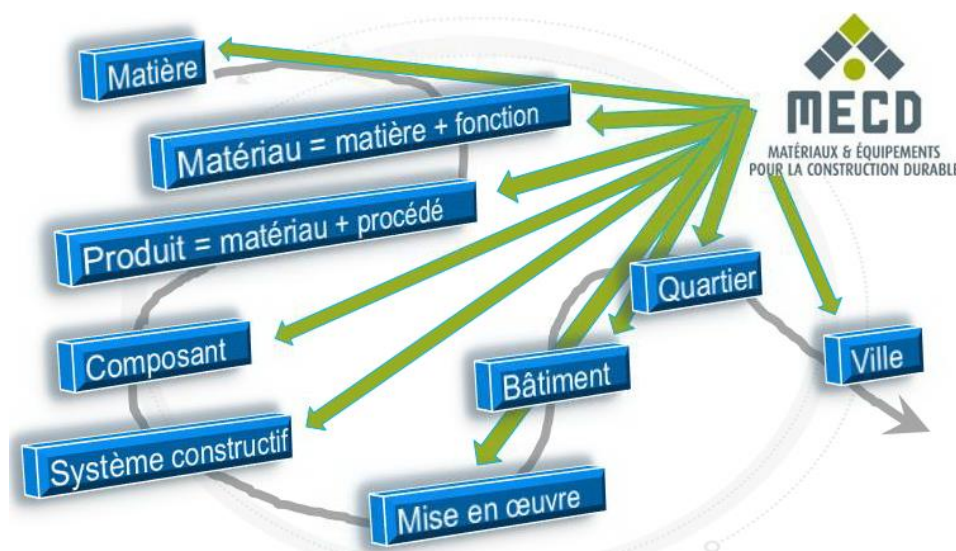 Matière
Matériau = matière + fonction
Produit = matériau + procédé
Composant
Système constructif
Mise en œuvre
Bâtiment
Quartier
Ville
MECD
MATÉRIAUX & ÉQUIPEMENTS
POUR LA CONSTRUCTION DURABLE